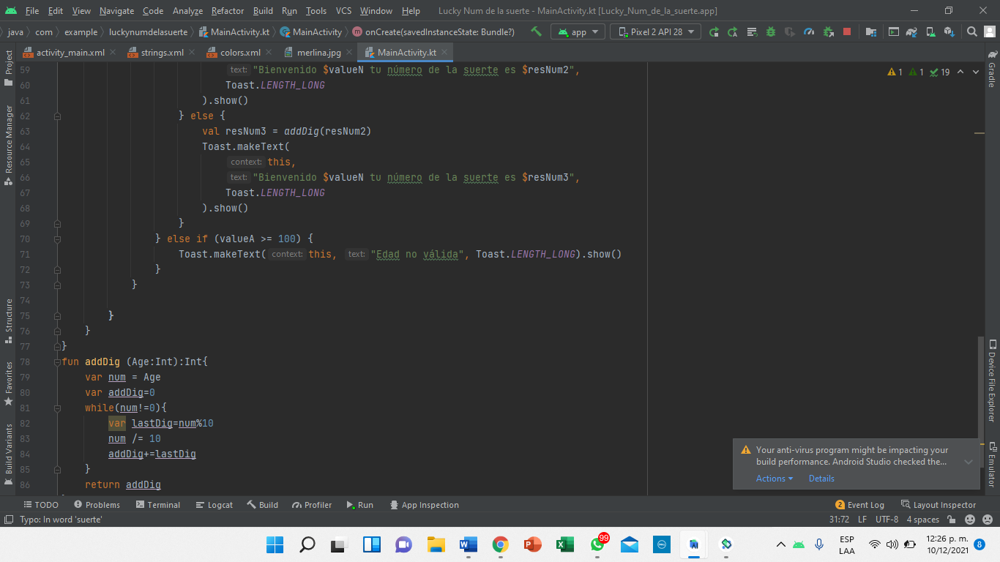 File Edit View Navigate Code Analyze Refactor Build Run Tools VCS Window Help Lucky Num de la suerte - MainActivity.kt [Lucky_Num_de_la_suerte.app]
java com example luckynumdelasuerte MainActivity.kt MainActivity onCreate(savedInstanceState: Bundle?) app Pixel 2 API 28
activity_main.xml strings.xml colors.xml merlina.jpg MainActivity.kt
Project
Resource Manager
Structure
Favorites
Build Variants
59 text: "Bienvenido $valueN tu número de la suerte es $resNum2",
1 1 19
60 Toast.LENGTH_LONG
61 ).show()
62 } else {
63 val resNum3 = addDig(resNum2)
64 Toast.makeText(
65 context: this,
66 text: "Bienvenido $valueN tu número de la suerte es $resNum3",
67 Toast.LENGTH_LONG
68 ).show()
69 }
70 } else if (valueA >= 100) {
71 Toast.makeText( context: this, text: "Edad no válida", Toast.LENGTH_LONG).show()
72 }
73 }
74
75 }
76 }
77 }
78 fun addDig (Age:Int):Int{
79 var num = Age
80 var addDig=0
81 while(num!=0){
82 var lastDig=num%10
83 num /= 10
84 addDig+=lastDig
85 }
86 return addDig
Gradle
Device File Explorer
Emulator
Your anti-virus program might be impacting your
build performance. Android Studio checked the...
Actions Details
TODO Problems Terminal Logcat Build Profiler Run App Inspection 2 Event Log Layout Inspector
Typo: In word 'suerte' 31:72 LF UTF-8 4 spaces
99
ESP
LAA
12:26 p. m.
10/12/2021
8